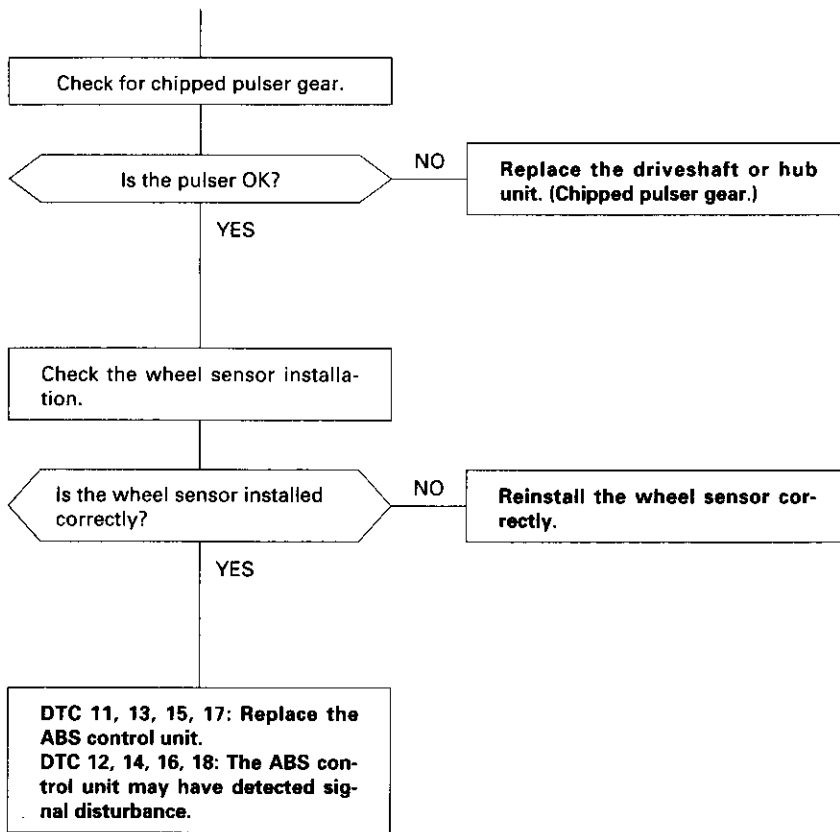 Check for chipped pulser gear.
Is the pulser OK?
NO
Replace the driveshaft or hub
unit. (Chipped pulser gear.)
YES
Check the wheel sensor installa-
tion.
Is the wheel sensor installed
correctly?
NO
Reinstall the wheel sensor cor-
rectly.
YES
DTC 11, 13, 15, 17: Replace the
ABS control unit.
DTC 12, 14, 16, 18: The ABS con-
trol unit may have detected sig-
nal disturbance.